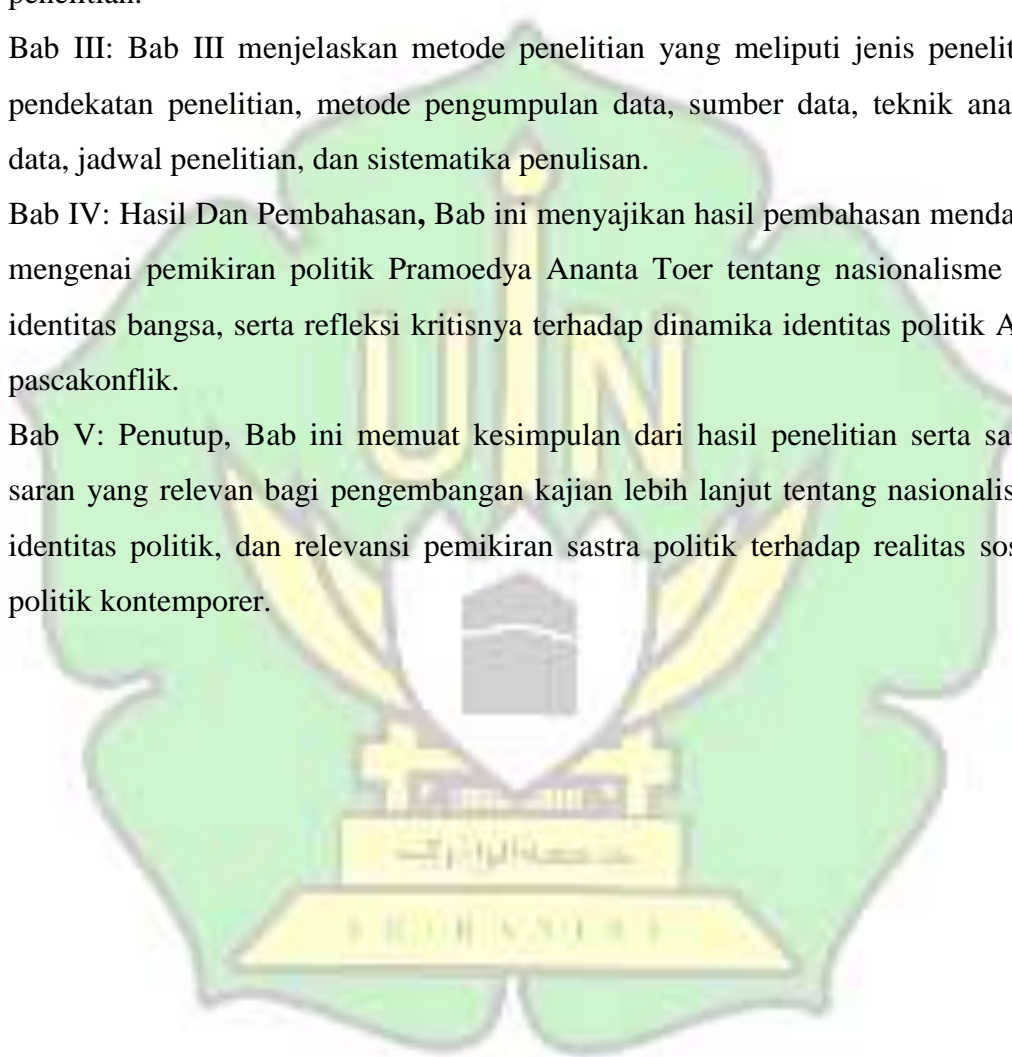 penelitian.
Bab III: Bab III menjelaskan metode penelitian yang meliputi jenis penelit
pendekatan penelitian, metode pengumpulan data, sumber data, teknik anal
data, jadwal penelitian, dan sistematika penulisan.
Bab IV: Hasil Dan Pembahasan, Bab ini menyajikan hasil pembahasan menda
mengenai pemikiran politik Pramoedya Ananta Toer tentang nasionalisme
identitas bangsa, serta refleksi kritisnya terhadap dinamika identitas politik A
pascakonflik.
Bab V: Penutup, Bab ini memuat kesimpulan dari hasil penelitian serta sa
saran yang relevan bagi pengembangan kajian lebih lanjut tentang nasionalis
identitas politik, dan relevansi pemikiran sastra politik terhadap realitas sos
politik kontemporer.
UIN